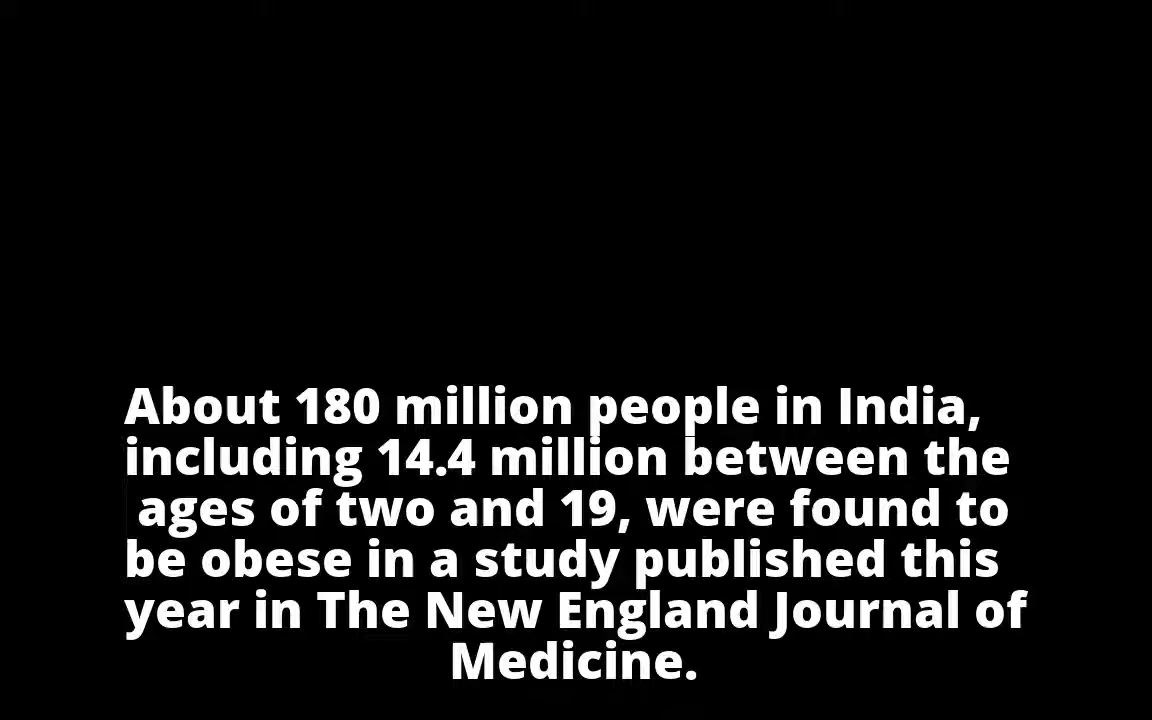 About 180 million people in India,
including 14.4 million between the
ages of two and 19, were found to
be obese in a study published this
year in The New England Journal of
Medicine.